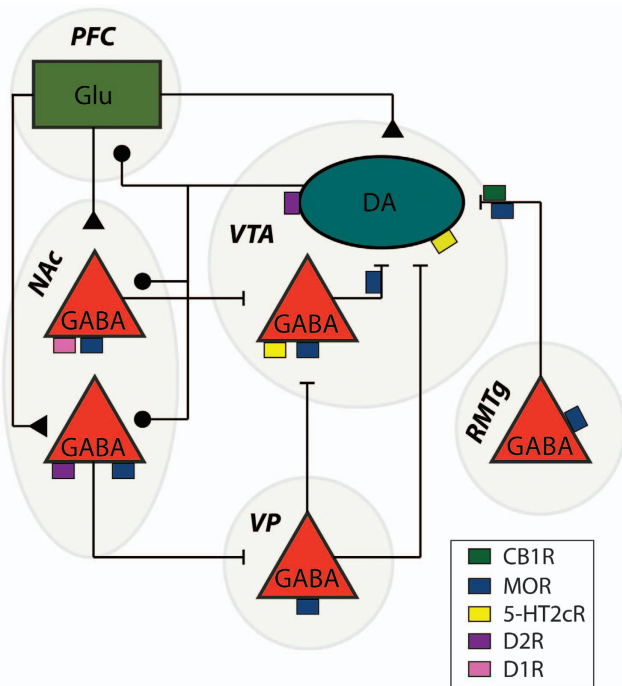 PFC
Glu
DA
VTA
NAc
GABA
GABA
GABA
RMTg
GABA
VP
GABA
CB1R
MOR
5-HT2cR
D2R
D1R